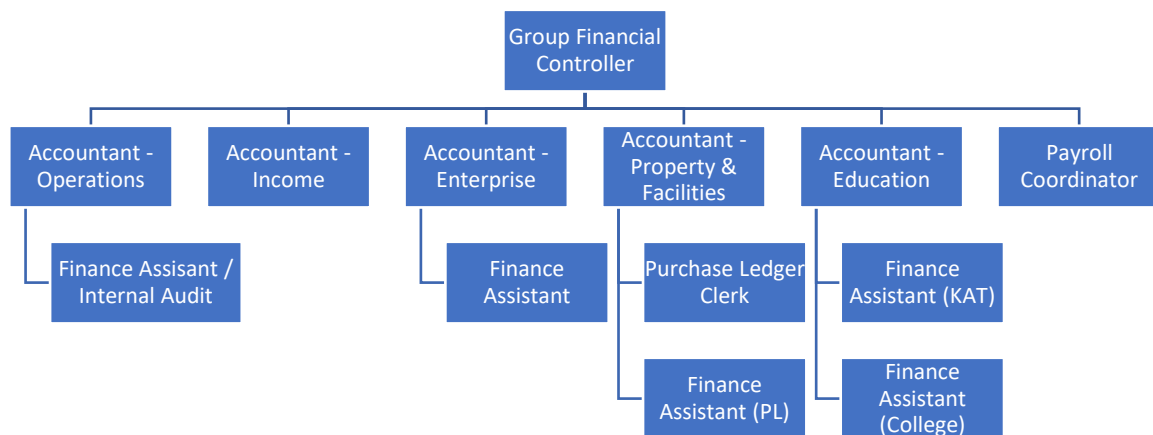 Group Financial
Controller
Accountant -
Operations
Accountant -
Income
Accountant -
Enterprise
Accountant -
Property &
Facilities
Accountant -
Education
Payroll
Coordinator
Finance Assisant /
Internal Audit
Finance
Assistant
Purchase Ledger
Clerk
Finance
Assistant (KAT)
Finance
Assistant (PL)
Finance
Assistant
(College)